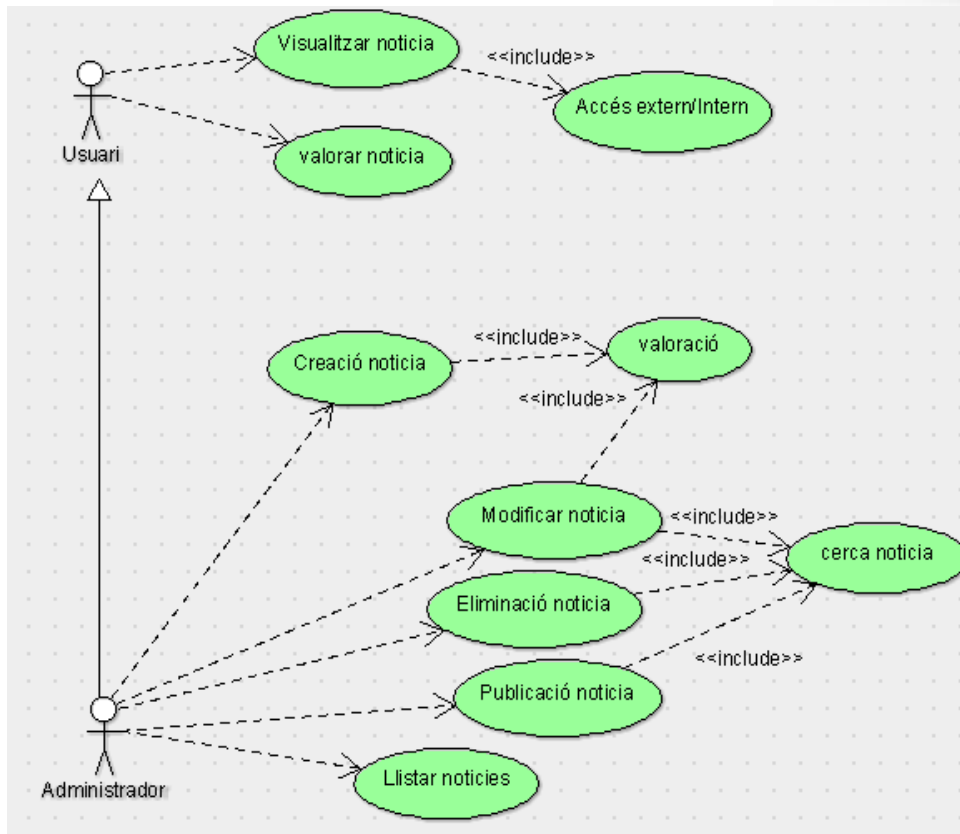 Visualitzar noticia
<<include>>
Accés extern/Intern
Usuari
valorar noticia
<<include>>
valoració
Creació noticia
<<include>>
Modificar noticia
<<include>>
cerca noticia
<<include>>
Eliminació noticia
<<include>>
Publicació noticia
Llistar noticies
Administrador